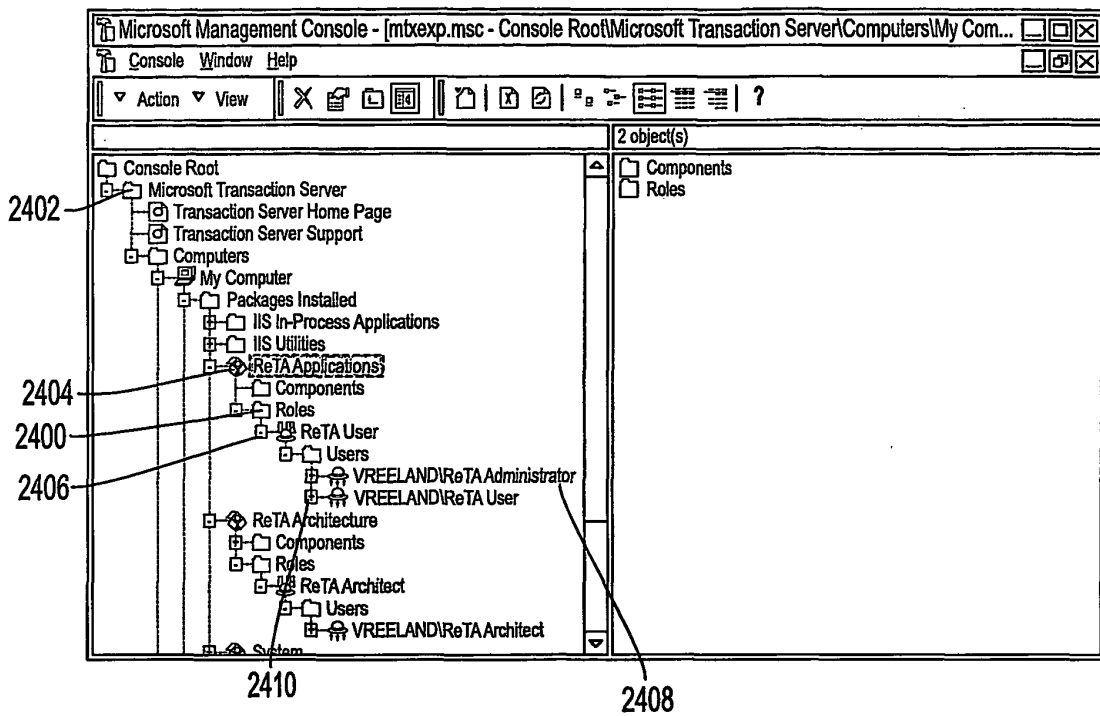 Microsoft Management Console - [mtxexp.msc - Console Root\Microsoft Transaction Server\Computers\My Com...
Console Window Help
Action View ?
2 object(s)
Console Root
Microsoft Transaction Server
Transaction Server Home Page
Transaction Server Support
Computers
My Computer
Packages Installed
IIS In-Process Applications
IIS Utilities
ReTA Applications
Components
Roles
ReTA User
Users
VREELAND\ReTA Administrator
VREELAND\ReTA User
ReTA Architecture
Components
Roles
ReTA Architect
Users
VREELAND\ReTA Architect
System
Components
Roles
2402
2404
2400
2406
2410
2408